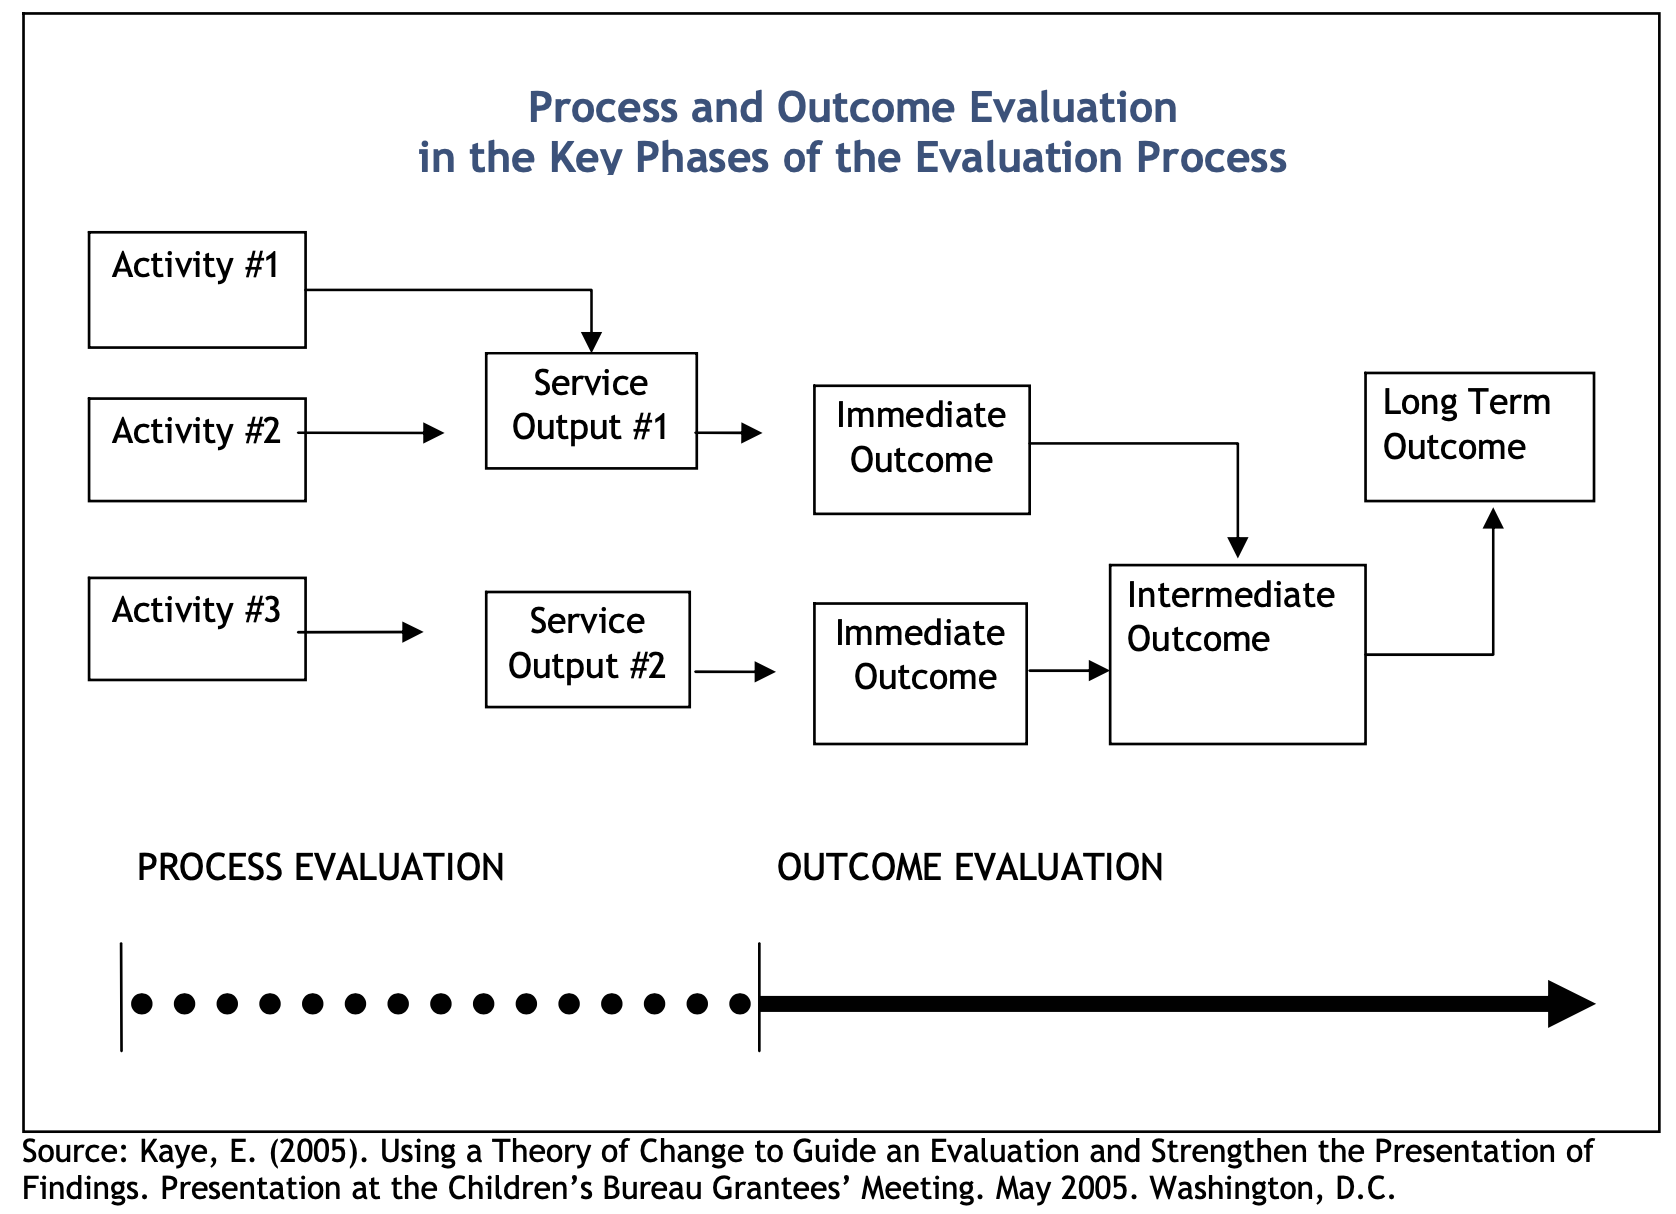 Process and Outcome Evaluation
in the Key Phases of the Evaluation Process
Activity #1
Service
Output #1
Activity #2
Immediate
Outcome
Long Term
Outcome
Activity #3
Service
Output #2
Immediate
Outcome
Intermediate
Outcome
PROCESS EVALUATION
OUTCOME EVALUATION
Source: Kaye, E. (2005). Using a Theory of Change to Guide an Evaluation and Strengthen the Presentation of
Findings. Presentation at the Children’s Bureau Grantees’ Meeting. May 2005. Washington, D.C.